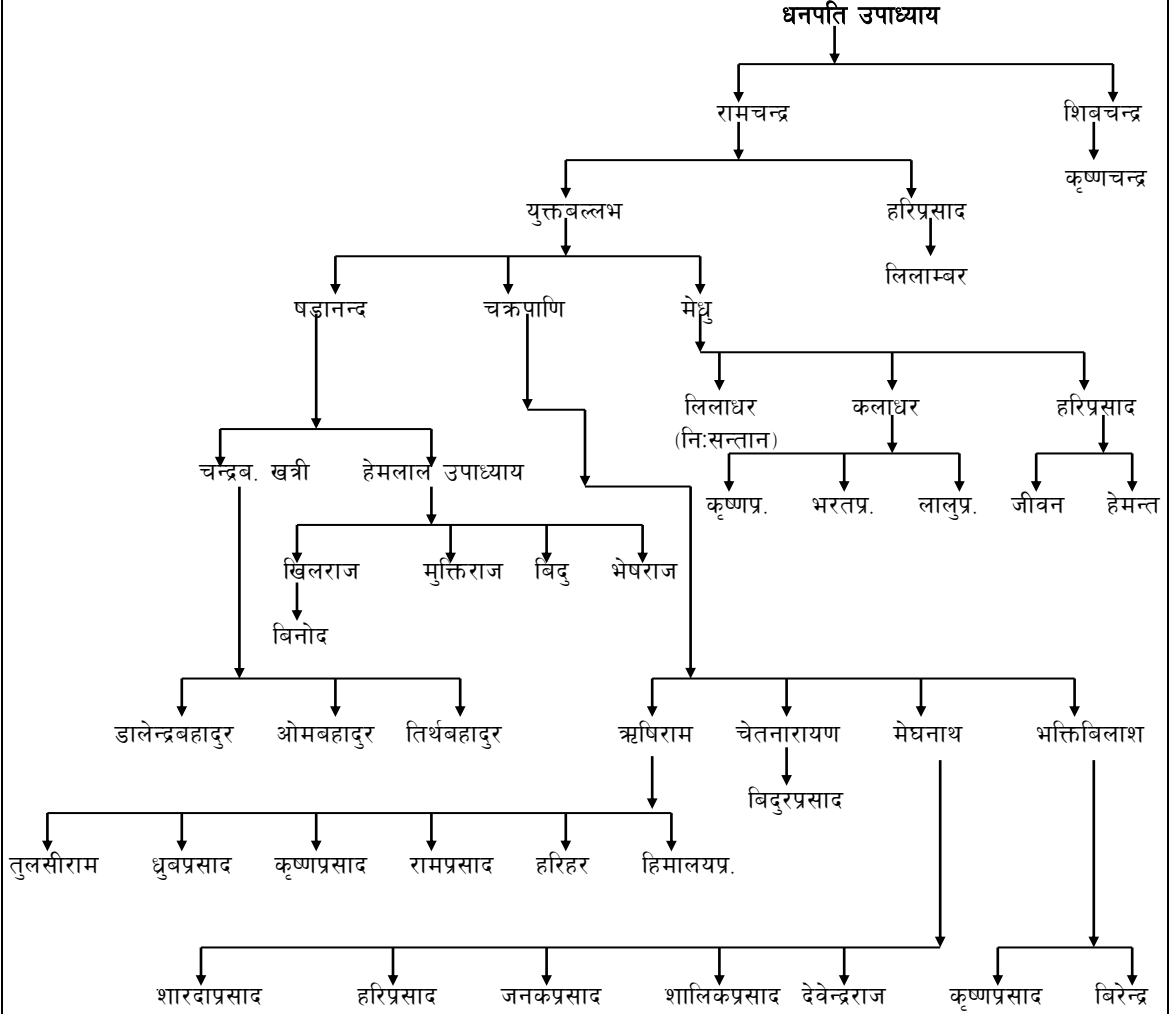 धनपति उपाध्याय
रामचन्द्र शिबचन्द्र
कृष्णचन्द्र
युक्तबल्लभ हरिप्रसाद
लिलाम्बर
षडानन्द चक्रपाणि मेधु
लिलाधर कलाधर हरिप्रसाद
(नि:सन्तान)
चन्द्रब. खत्री हेमलाल उपाध्याय
कृष्णप्र. भरतप्र. लालुप्र. जीवन हेमन्त
खिलराज मुक्तिराज बिदु भेषराज
बिनोद
डालेन्द्रबहादुर ओमबहादुर तिर्थबहादुर ऋषिराम चेतनारायण मेघनाथ भक्तिबिलाश
बिदुरप्रसाद
तुलसीराम ध्रुबप्रसाद कृष्णप्रसाद रामप्रसाद हरिहर हिमालयप्र.
शारदाप्रसाद हरिप्रसाद जनकप्रसाद शालिकप्रसाद देवेन्द्रराज कृष्णप्रसाद बिरेन्द्र